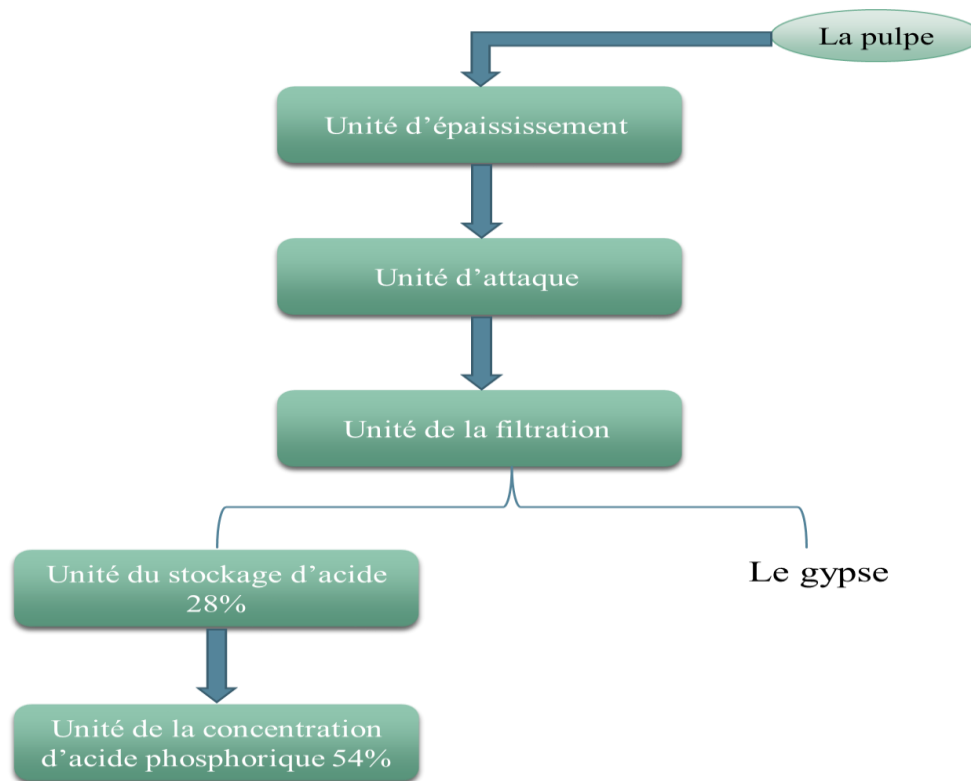 La pulpe
Unité d’épaississement
Unité d’attaque
Unité de la filtration
Unité du stockage d’acide
28%
Le gypse
Unité de la concentration
d’acide phosphorique 54%